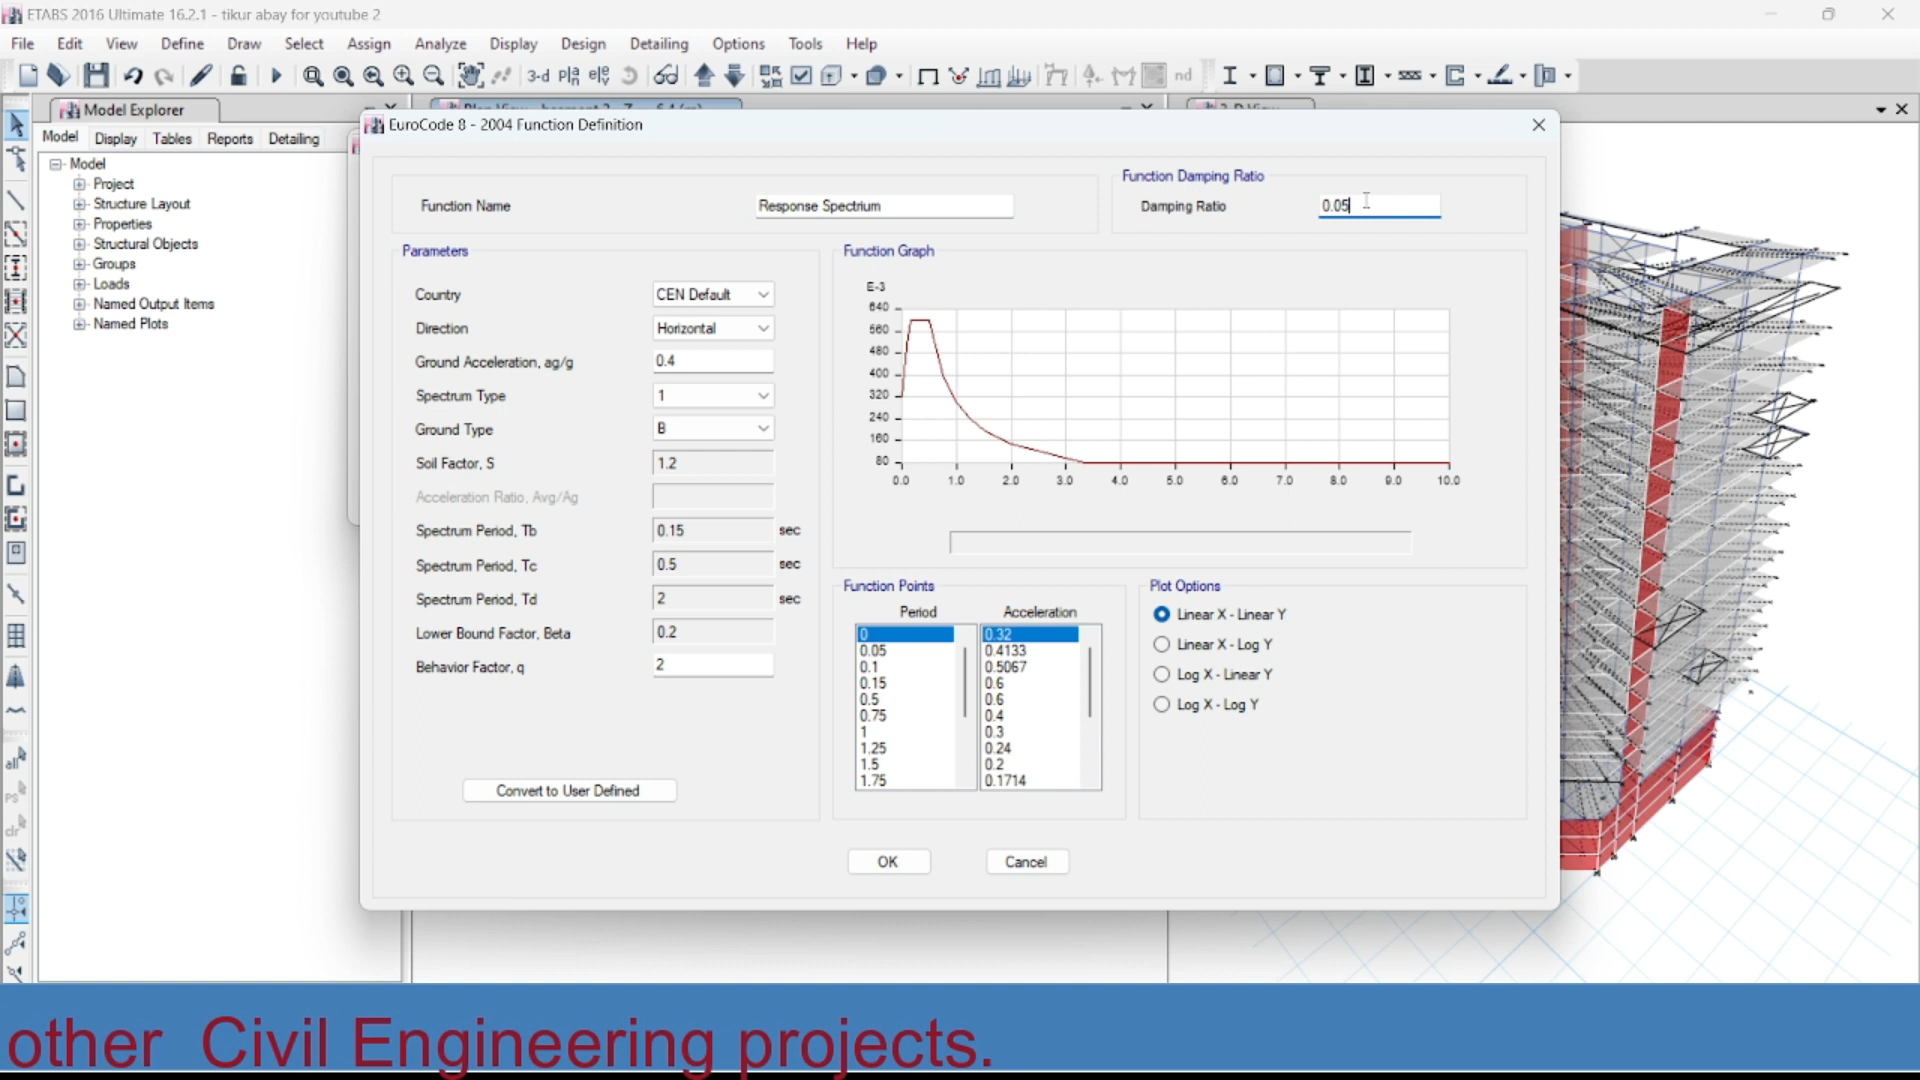 ETABS 2016 Ultimate 16.2.1 - tikur abay for youtube 2
File Edit View Define Draw Select Assign Analyze Display Design Detailing Options Tools Help
3-d
nd
Model Explorer
Model Display Tables Reports Detailing
Model
Project
Structure Layout
Properties
Structural Objects
Groups
Loads
Named Output Items
Named Plots
EuroCode 8 - 2004 Function Definition
Function Name Response Spectrium
Function Damping Ratio
Damping Ratio 0.05
Parameters
Country CEN Default
Direction Horizontal
Ground Acceleration, ag/g 0.4
Spectrum Type 1
Ground Type B
Soil Factor, S 1.2
Acceleration Ratio, Avg/Ag
Spectrum Period, Tb 0.15 sec
Spectrum Period, Tc 0.5 sec
Spectrum Period, Td 2 sec
Lower Bound Factor, Beta 0.2
Behavior Factor, q 2
Convert to User Defined
Function Graph
E-3
640
560
480
400
320
240
160
80
0.0 1.0 2.0 3.0 4.0 5.0 6.0 7.0 8.0 9.0 10.0
Function Points
Period Acceleration
0 0.32
0.05 0.4133
0.1 0.5067
0.15 0.6
0.5 0.6
0.75 0.4
1 0.3
1.25 0.24
1.5 0.2
1.75 0.1714
Plot Options
Linear X - Linear Y
Linear X - Log Y
Log X - Linear Y
Log X - Log Y
OK Cancel
all
PS
clr
other Civil Engineering projects.